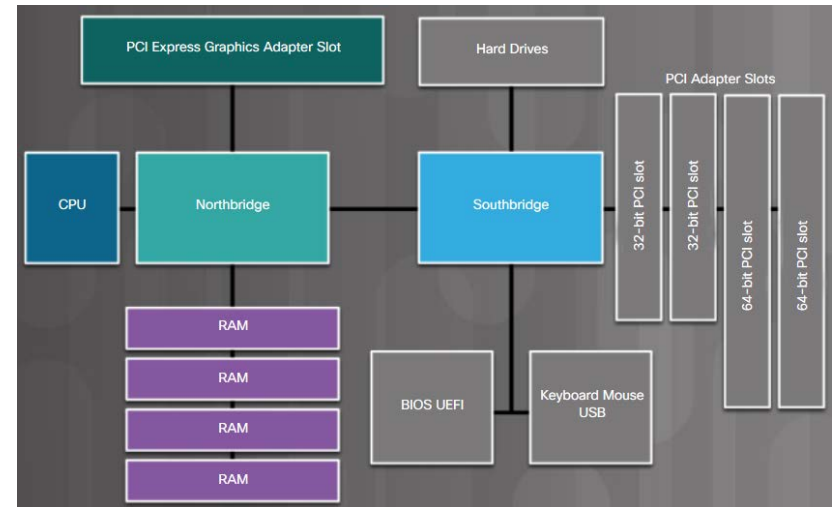 PCI Express Graphics Adapter Slot
Hard Drives
PCI Adapter Slots
CPU
Northbridge
Southbridge
32-bit PCI slot
32-bit PCI slot
64-bit PCI slot
64-bit PCI slot
RAM
RAM
RAM
RAM
BIOS UEFI
Keyboard Mouse
USB